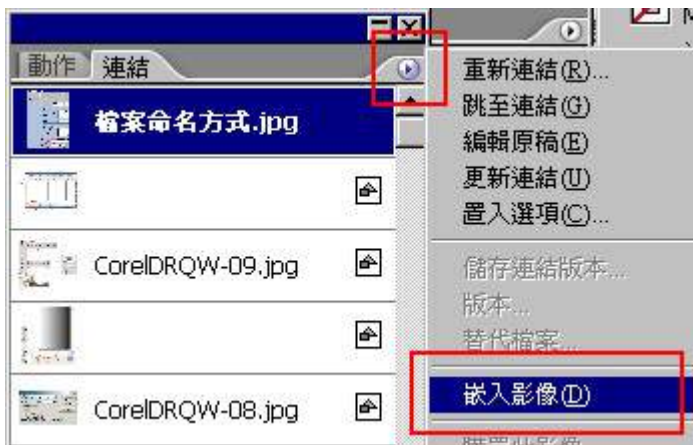 動作 連結
檔案命名方式.jpg
CorelDRQW-09.jpg
CorelDRQW-08.jpg
重新連結(R)...
跳至連結(G)
編輯原稿(E)
更新連結(U)
置入選項(C)...
儲存連結版本...
版本...
替代檔案...
嵌入影像(D)